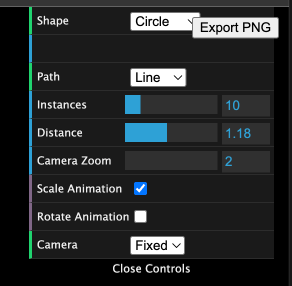 Shape Circle
Export PNG
Path Line
Instances 10
Distance 1.18
Camera Zoom 2
Scale Animation
Rotate Animation
Camera Fixed
Close Controls